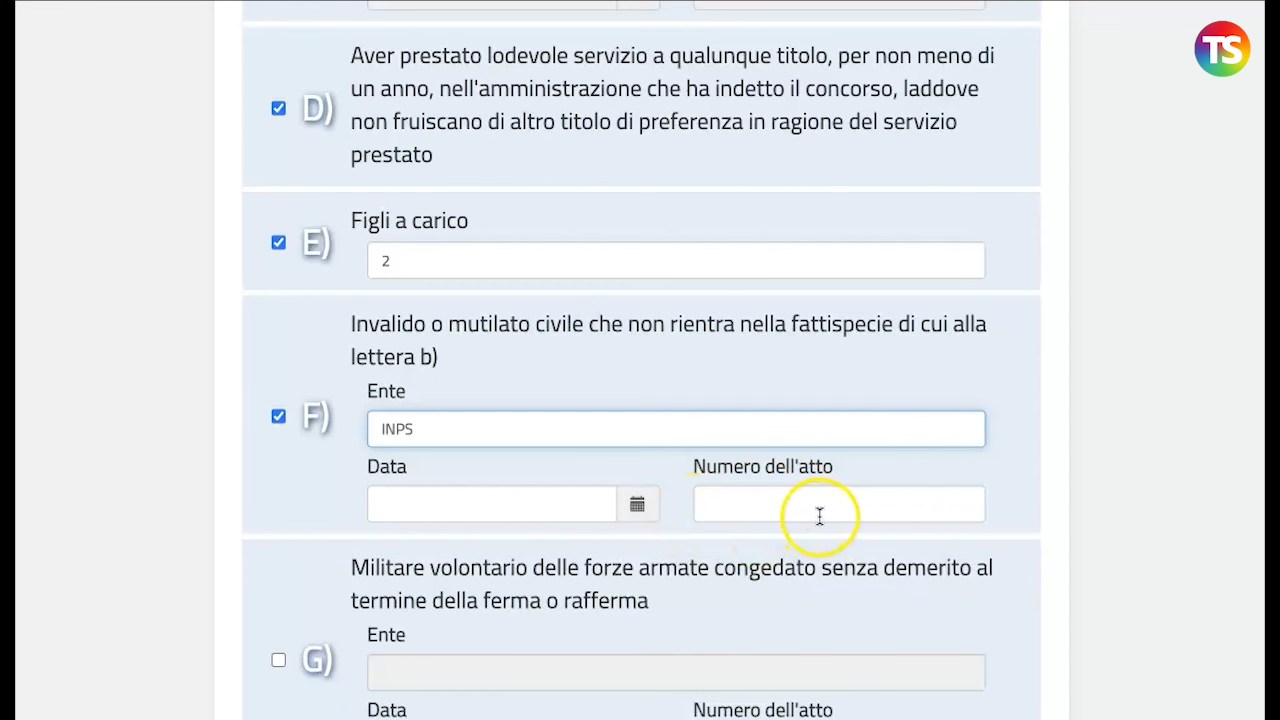 TS
Aver prestato lodevole servizio a qualunque titolo, per non meno di
un anno, nell'amministrazione che ha indetto il concorso, laddove
D)
non fruiscano di altro titolo di preferenza in ragione del servizio
prestato
Figli a carico
E)
2
Invalido o mutilato civile che non rientra nella fattispecie di cui alla
lettera b)
Ente
F)
INPS
Data
Numero dell'atto
Militare volontario delle forze armate congedato senza demerito al
termine della ferma o rafferma
Ente
G)
Data
Numero dell'atto